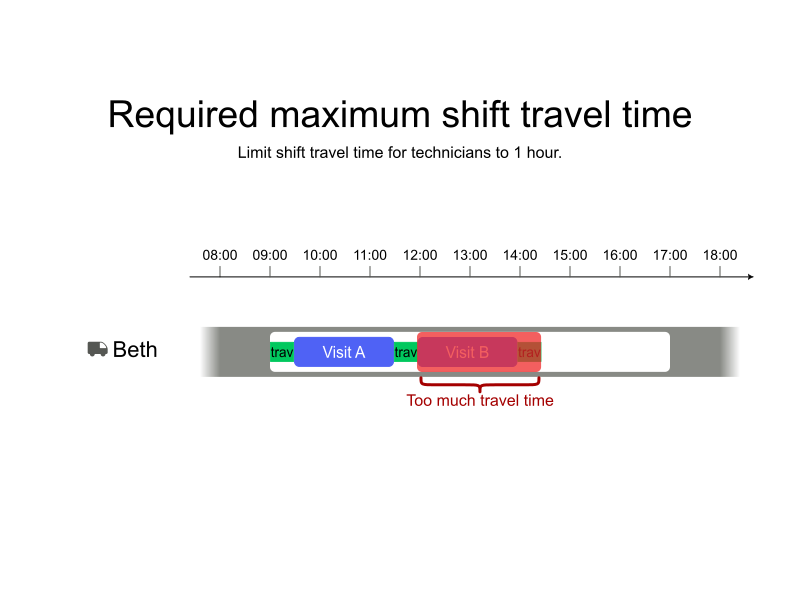 Required maximum shift travel time
Limit shift travel time for technicians to 1 hour.
08:00 09:00 10:00 11:00 12:00 13:00 14:00 15:00 16:00 17:00 18:00
Beth trav Visit A trav Visit B trav
Too much travel time